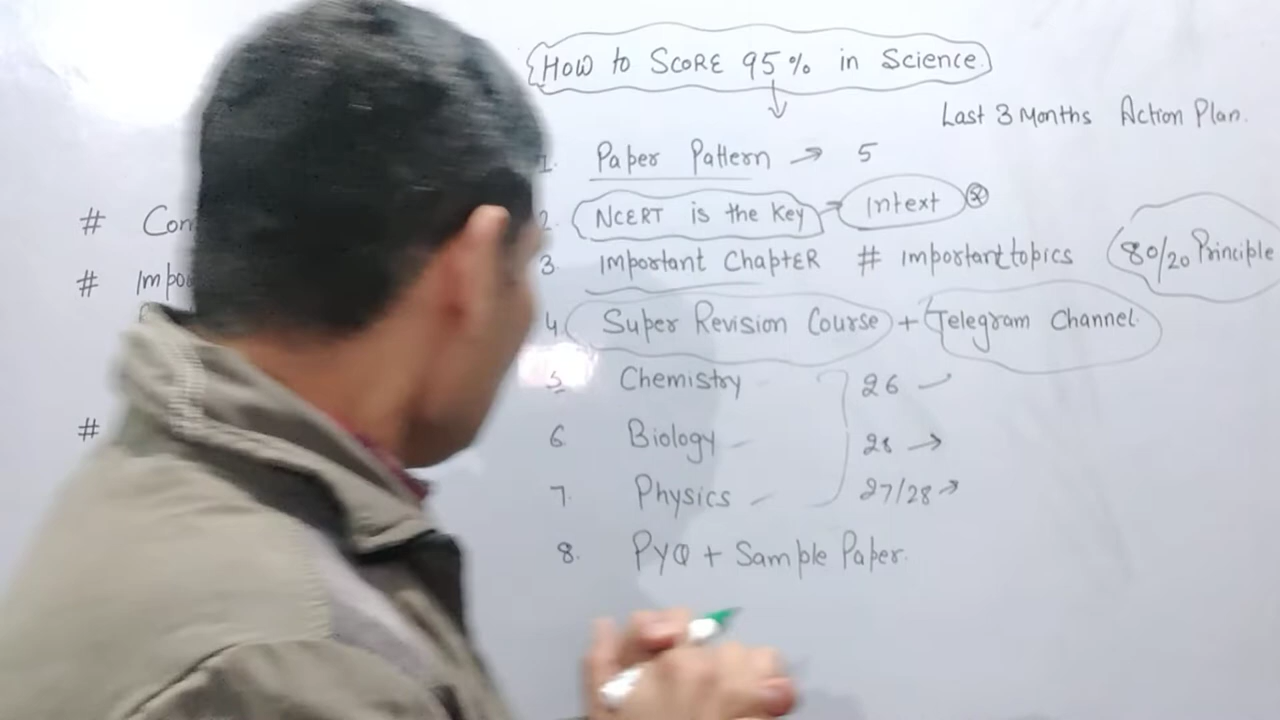 How to Score 95% in Science
Last 3 Months Action Plan.
1. Paper Pattern → 5
2. NCERT is the Key → Intext
3. Important Chapter # importanttopics 80/20 Principle
4. Super Revision Course + Telegram Channel
5 Chemistry 26
6 Biology 28 →
7. Physics 27/28 →
8. PYQ + Sample Paper.
#
#
#